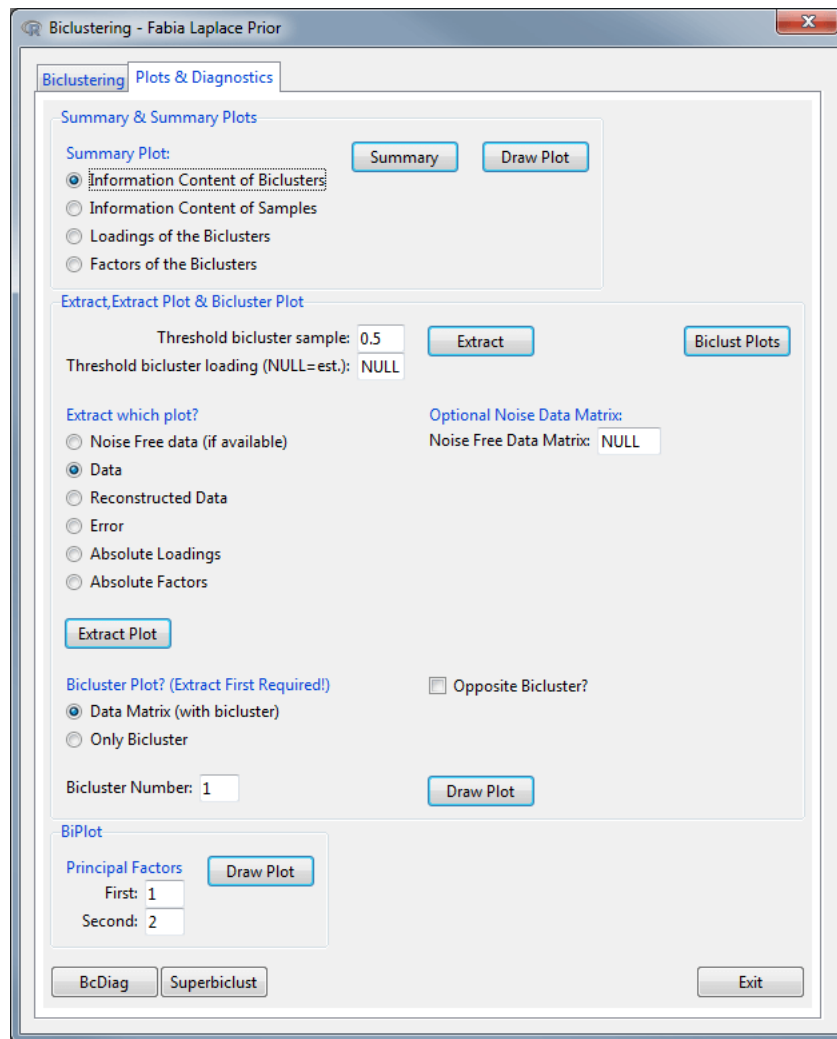 Biclustering - Fabia Laplace Prior
Biclustering Plots & Diagnostics
Summary & Summary Plots
Summary Plot:
Summary Draw Plot
Information Content of Biclusters
Information Content of Samples
Loadings of the Biclusters
Factors of the Biclusters
Extract,Extract Plot & Bicluster Plot
Threshold bicluster sample: 0.5 Extract Biclust Plots
Threshold bicluster loading (NULL=est.): NULL
Extract which plot? Optional Noise Data Matrix:
Noise Free data (if available) Noise Free Data Matrix: NULL
Data
Reconstructed Data
Error
Absolute Loadings
Absolute Factors
Extract Plot
Bicluster Plot? (Extract First Required!) Opposite Bicluster?
Data Matrix (with bicluster)
Only Bicluster
Bicluster Number: 1 Draw Plot
BiPlot
Principal Factors Draw Plot
First: 1
Second: 2
BcDiag Superbiclust Exit